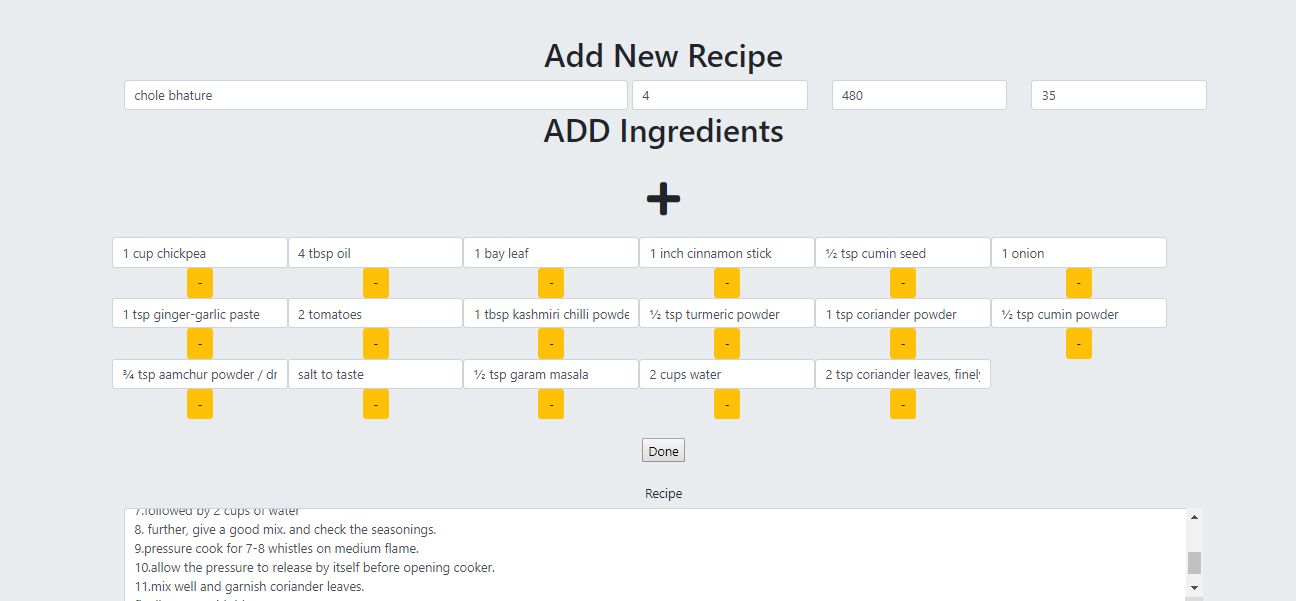 Add New Recipe
chole bhature 4 480 35
ADD Ingredients
1 cup chickpea 4 tbsp oil 1 bay leaf 1 inch cinnamon stick ½ tsp cumin seed 1 onion
- - - - - -
1 tsp ginger-garlic paste 2 tomatoes 1 tbsp kashmiri chilli powde ½ tsp turmeric powder 1 tsp coriander powder ½ tsp cumin powder
- - - - - -
¾ tsp aamchur powder / dr salt to taste ½ tsp garam masala 2 cups water 2 tsp coriander leaves, finel
- - - - -
Done
Recipe
7.followed by 2 cups of water
8. further, give a good mix. and check the seasonings.
9.pressure cook for 7-8 whistles on medium flame.
10.allow the pressure to release by itself before opening cooker.
11.mix well and garnish coriander leaves.